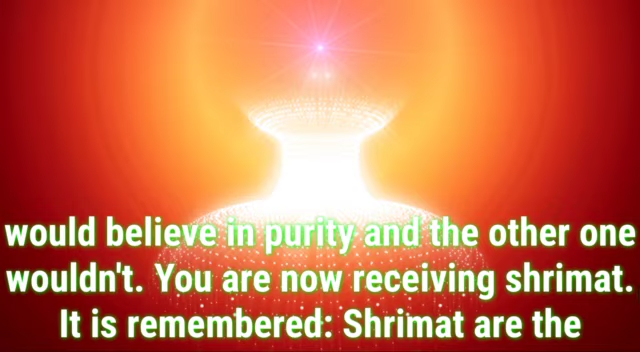 would believe in purity and the other one
wouldn't. You are now receiving shrimat.
It is remembered: Shrimat are the